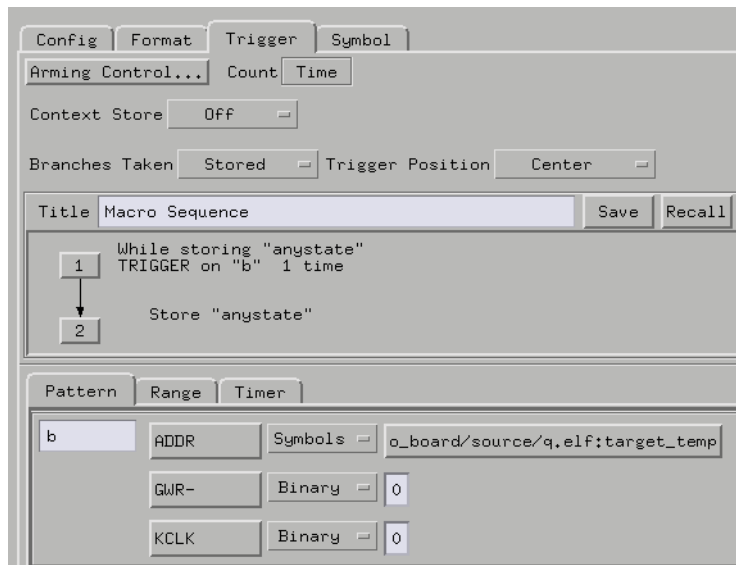 Config Format Trigger Symbol
Arming Control... Count Time
Context Store Off
Branches Taken Stored Trigger Position Center
Title Macro Sequence Save Recall
While storing "anystate"
1 TRIGGER on "b" 1 time
Store "anystate"
2
Pattern Range Timer
b ADDR Symbols o_board/source/q.elf:target_temp
GWR- Binary 0
KCLK Binary 0